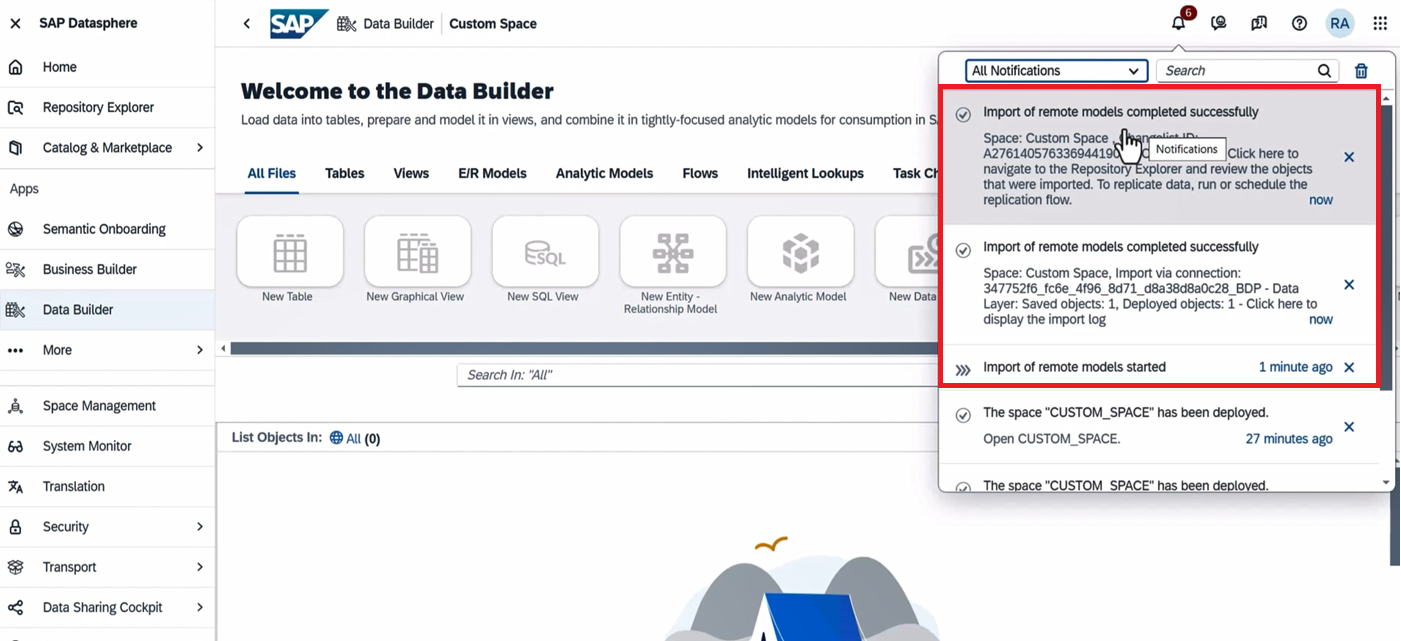 SAP Datasphere
SAP
Data Builder
Custom Space
6
RA
Home
Repository Explorer
Catalog & Marketplace
Apps
Semantic Onboarding
Business Builder
Data Builder
More
Space Management
System Monitor
Translation
Security
Transport
Data Sharing Cockpit
Welcome to the Data Builder
Load data into tables, prepare and model it in views, and combine it in tightly-focused analytic models for consumption in
All Files Tables Views E/R Models Analytic Models Flows Intelligent Lookups Task
New Table
New Graphical View
SQL
New SQL View
New Entity -
Relationship Model
New Analytic Model
New Data
Search In: "All"
List Objects In: All (0)
All Notifications
Search
Import of remote models completed successfully
Space: Custom Space , Changelist ID:
A276140576336944190
Notifications
Click here to
navigate to the Repository Explorer and review the objects
that were imported. To replicate data, run or schedule the
replication flow. now
Import of remote models completed successfully
Space: Custom Space, Import via connection:
347752f6_fc6e_4f96_8d71_d8a38d8a0c28_BDP - Data
Layer: Saved objects: 1, Deployed objects: 1 - Click here to
display the import log now
Import of remote models started 1 minute ago
The space "CUSTOM_SPACE" has been deployed.
Open CUSTOM_SPACE. 27 minutes ago
The space "CUSTOM_SPACE" has been deployed.